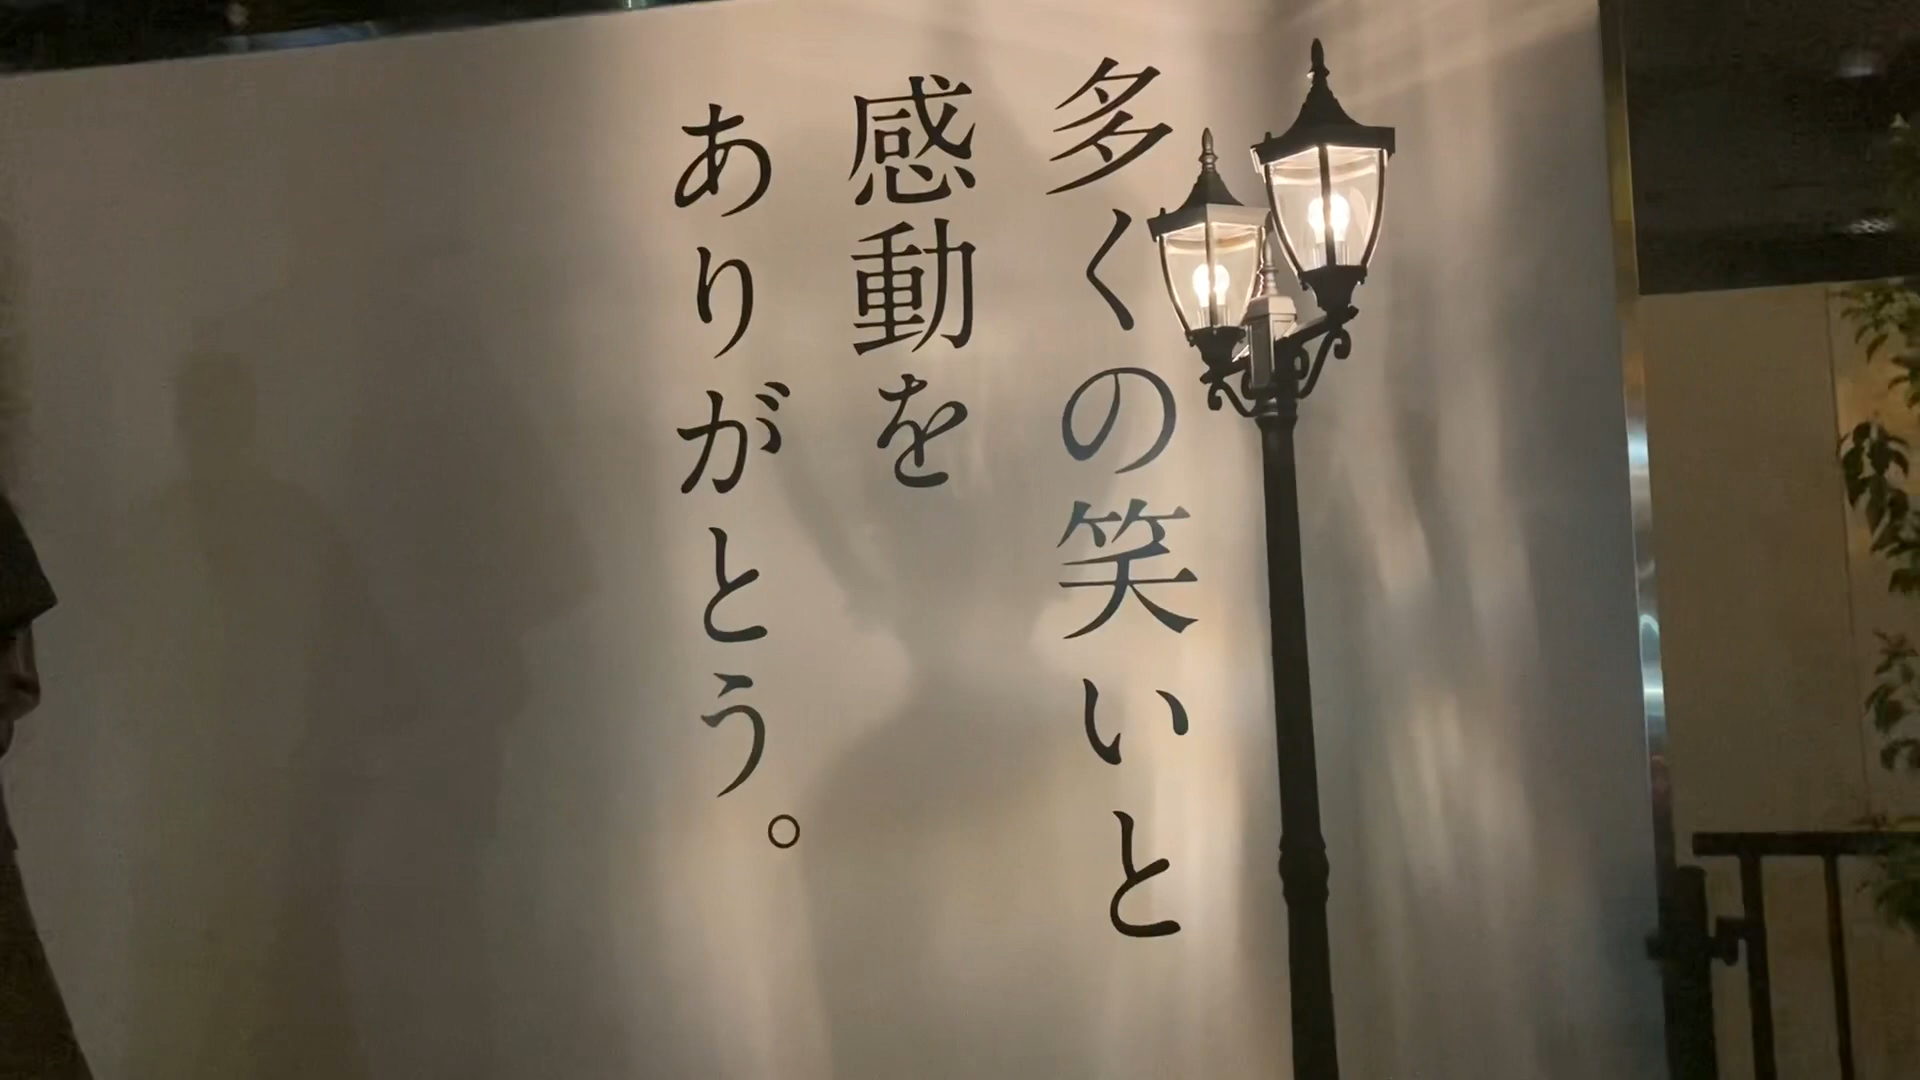 多くの笑いと
感動を
ありがとう。